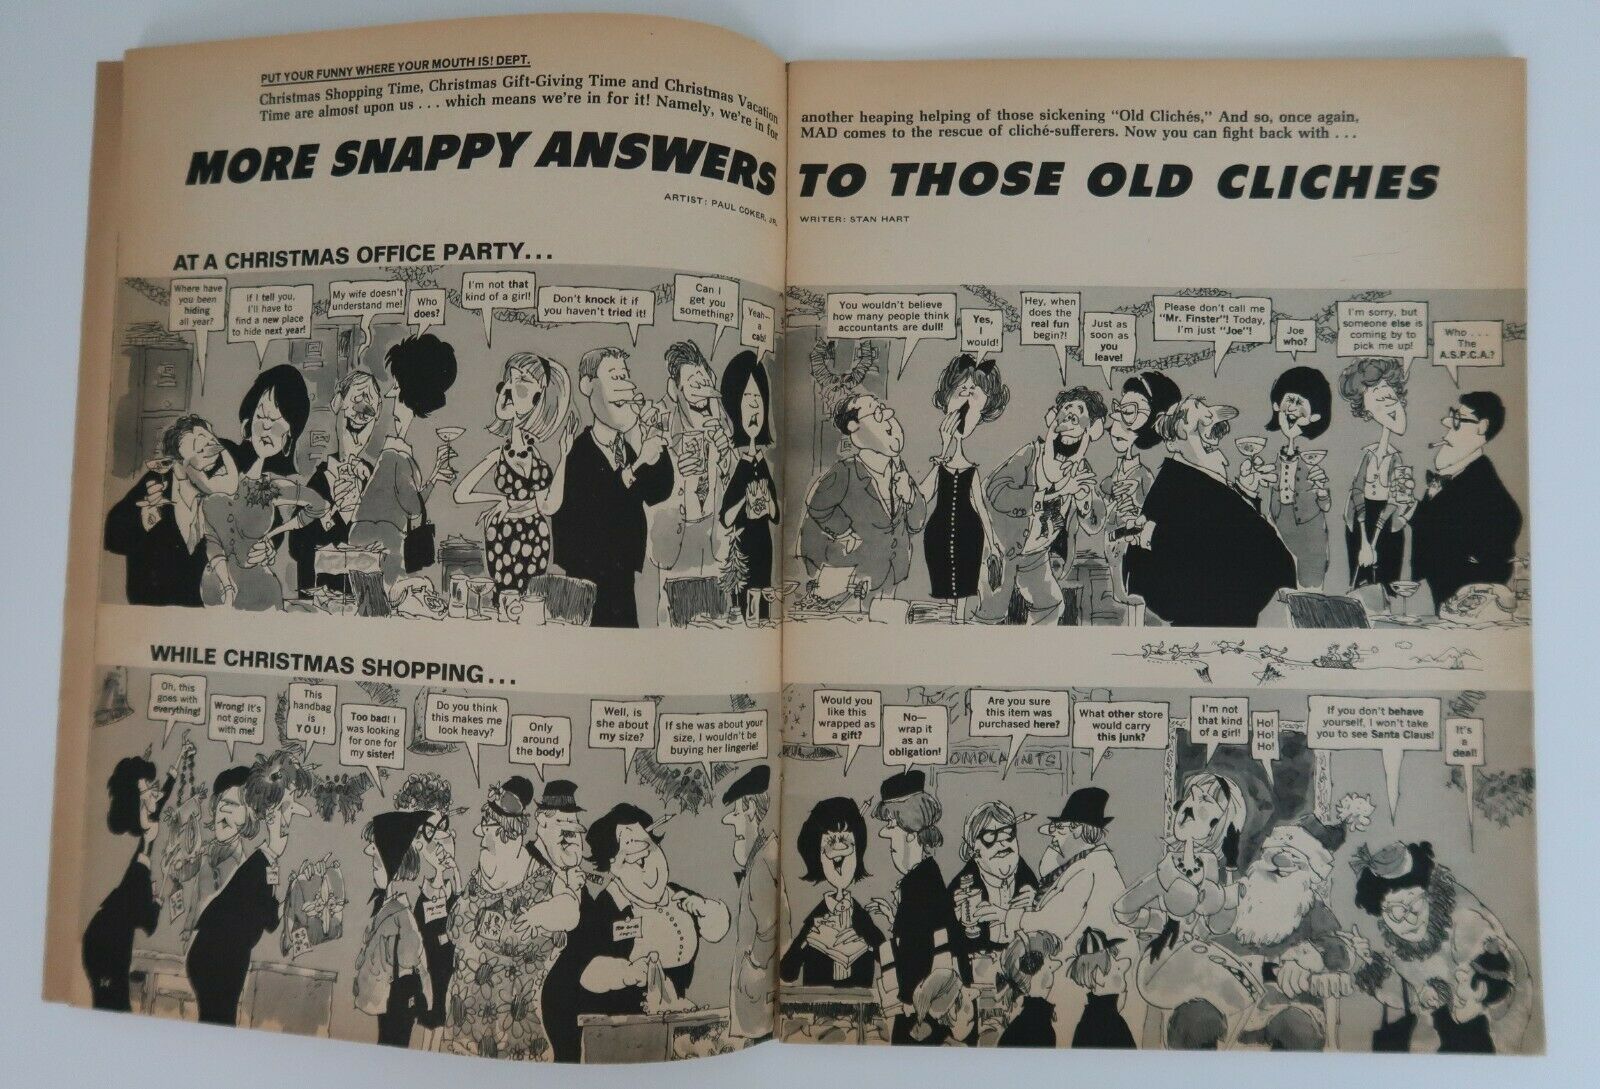 PUT YOUR FUNNY WHERE YOUR MOUTH IS! DEPT.
Christmas Shopping Time, Christmas Gift-Giving Time and Christmas Vacation
Time are almost upon us . . . which means we're in for it! Namely, we're in for
another heaping helping of those sickening "Old Clichés," And so, once again,
MAD comes to the rescue of cliché-sufferers. Now you can fight back with . . .
MORE SNAPPY ANSWERS TO THOSE OLD CLICHES
ARTIST: PAUL COKER, JR.
WRITER: STAN HART
AT A CHRISTMAS OFFICE PARTY...
Where have
you been
hiding
all year?
If I tell you,
I'll have to
find a new place
to hide next year!
My wife doesn't
understand me!
Who
does?
I'm not that
kind of a girl!
Don't knock it if
you haven't tried it!
Can I
get you
something?
Yeah—
a
cab!
You wouldn't believe
how many people think
accountants are dull!
Yes,
I
would!
Hey, when
does the
real fun
begin?!
Just as
soon as
you
leave!
Please don't call me
"Mr. Finster"! Today,
I'm just "Joe"!
Joe
who?
I'm sorry, but
someone else is
coming by to
pick me up!
Who . . .
The
A.S.P.C.A.?
WHILE CHRISTMAS SHOPPING...
Oh, this
goes with
everything!
Wrong! It's
not going
with me!
This
handbag
is
YOU!
Too bad! I
was looking
for one for
my sister!
Do you think
this makes me
look heavy?
Only
around
the body!
Well, is
she about
my size?
If she was about your
size, I wouldn't be
buying her lingerie!
Would you
like this
wrapped as
a gift?
No—
wrap it
as an
obligation!
Are you sure
this item was
purchased here?
What other store
would carry
this junk?
I'm not
that kind
of a girl!
Ho!
Ho!
Ho!
If you don't behave
yourself, I won't take
you to see Santa Claus!
It's
a
deal!